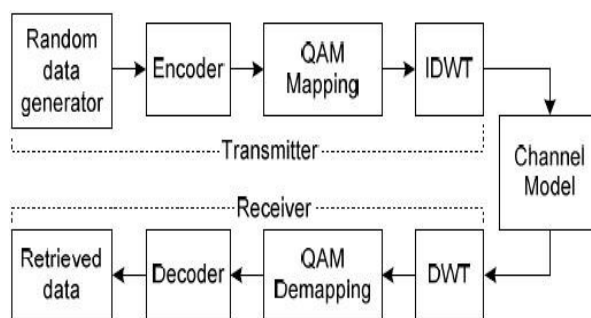 Random
data
generator
Encoder
QAM
Mapping
IDWT
Transmitter
Channel
Model
Receiver
Retrieved
data
Decoder
QAM
Demapping
DWT